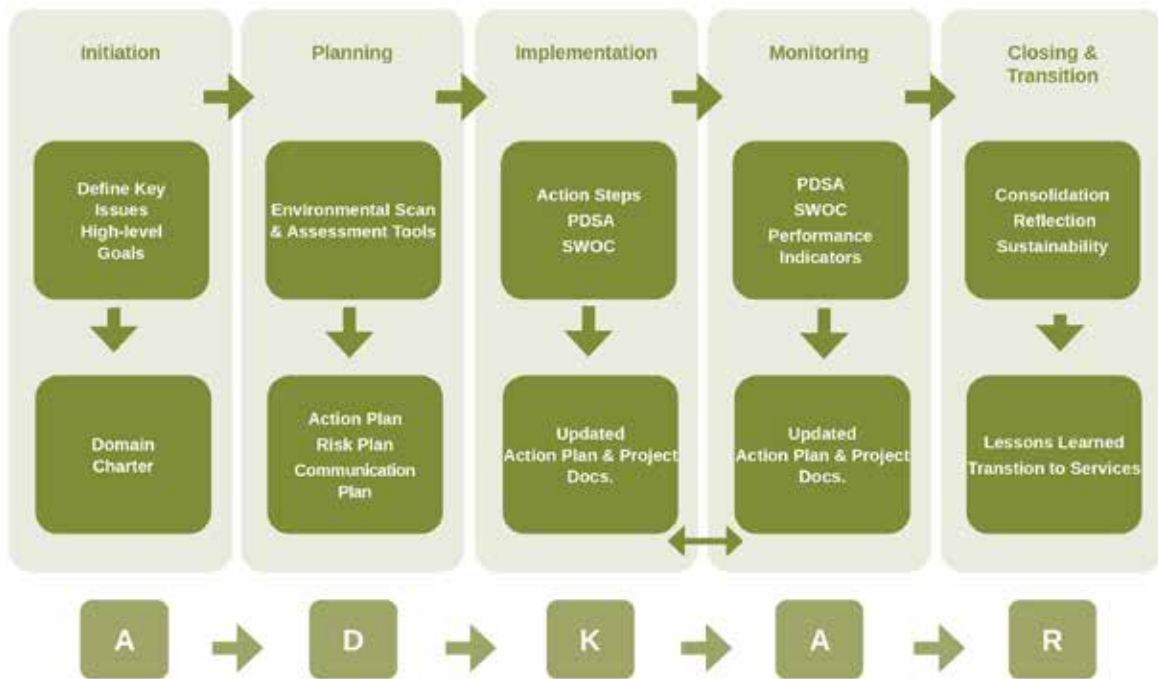 Initiation
Planning
Implementation
Monitoring
Closing &
Transition
Define Key
Issues
High-level
Goals
Environmental Scan
& Assessment Tools
Action Steps
PDSA
SWOC
PDSA
SWOC
Performance
Indicators
Consolidation
Reflection
Sustainability
Domain
Charter
Action Plan
Risk Plan
Communication
Plan
Updated
Action Plan & Project
Docs.
Updated
Action Plan & Project
Docs.
Lessons Learned
Transtion to Services
A
D
K
A
R